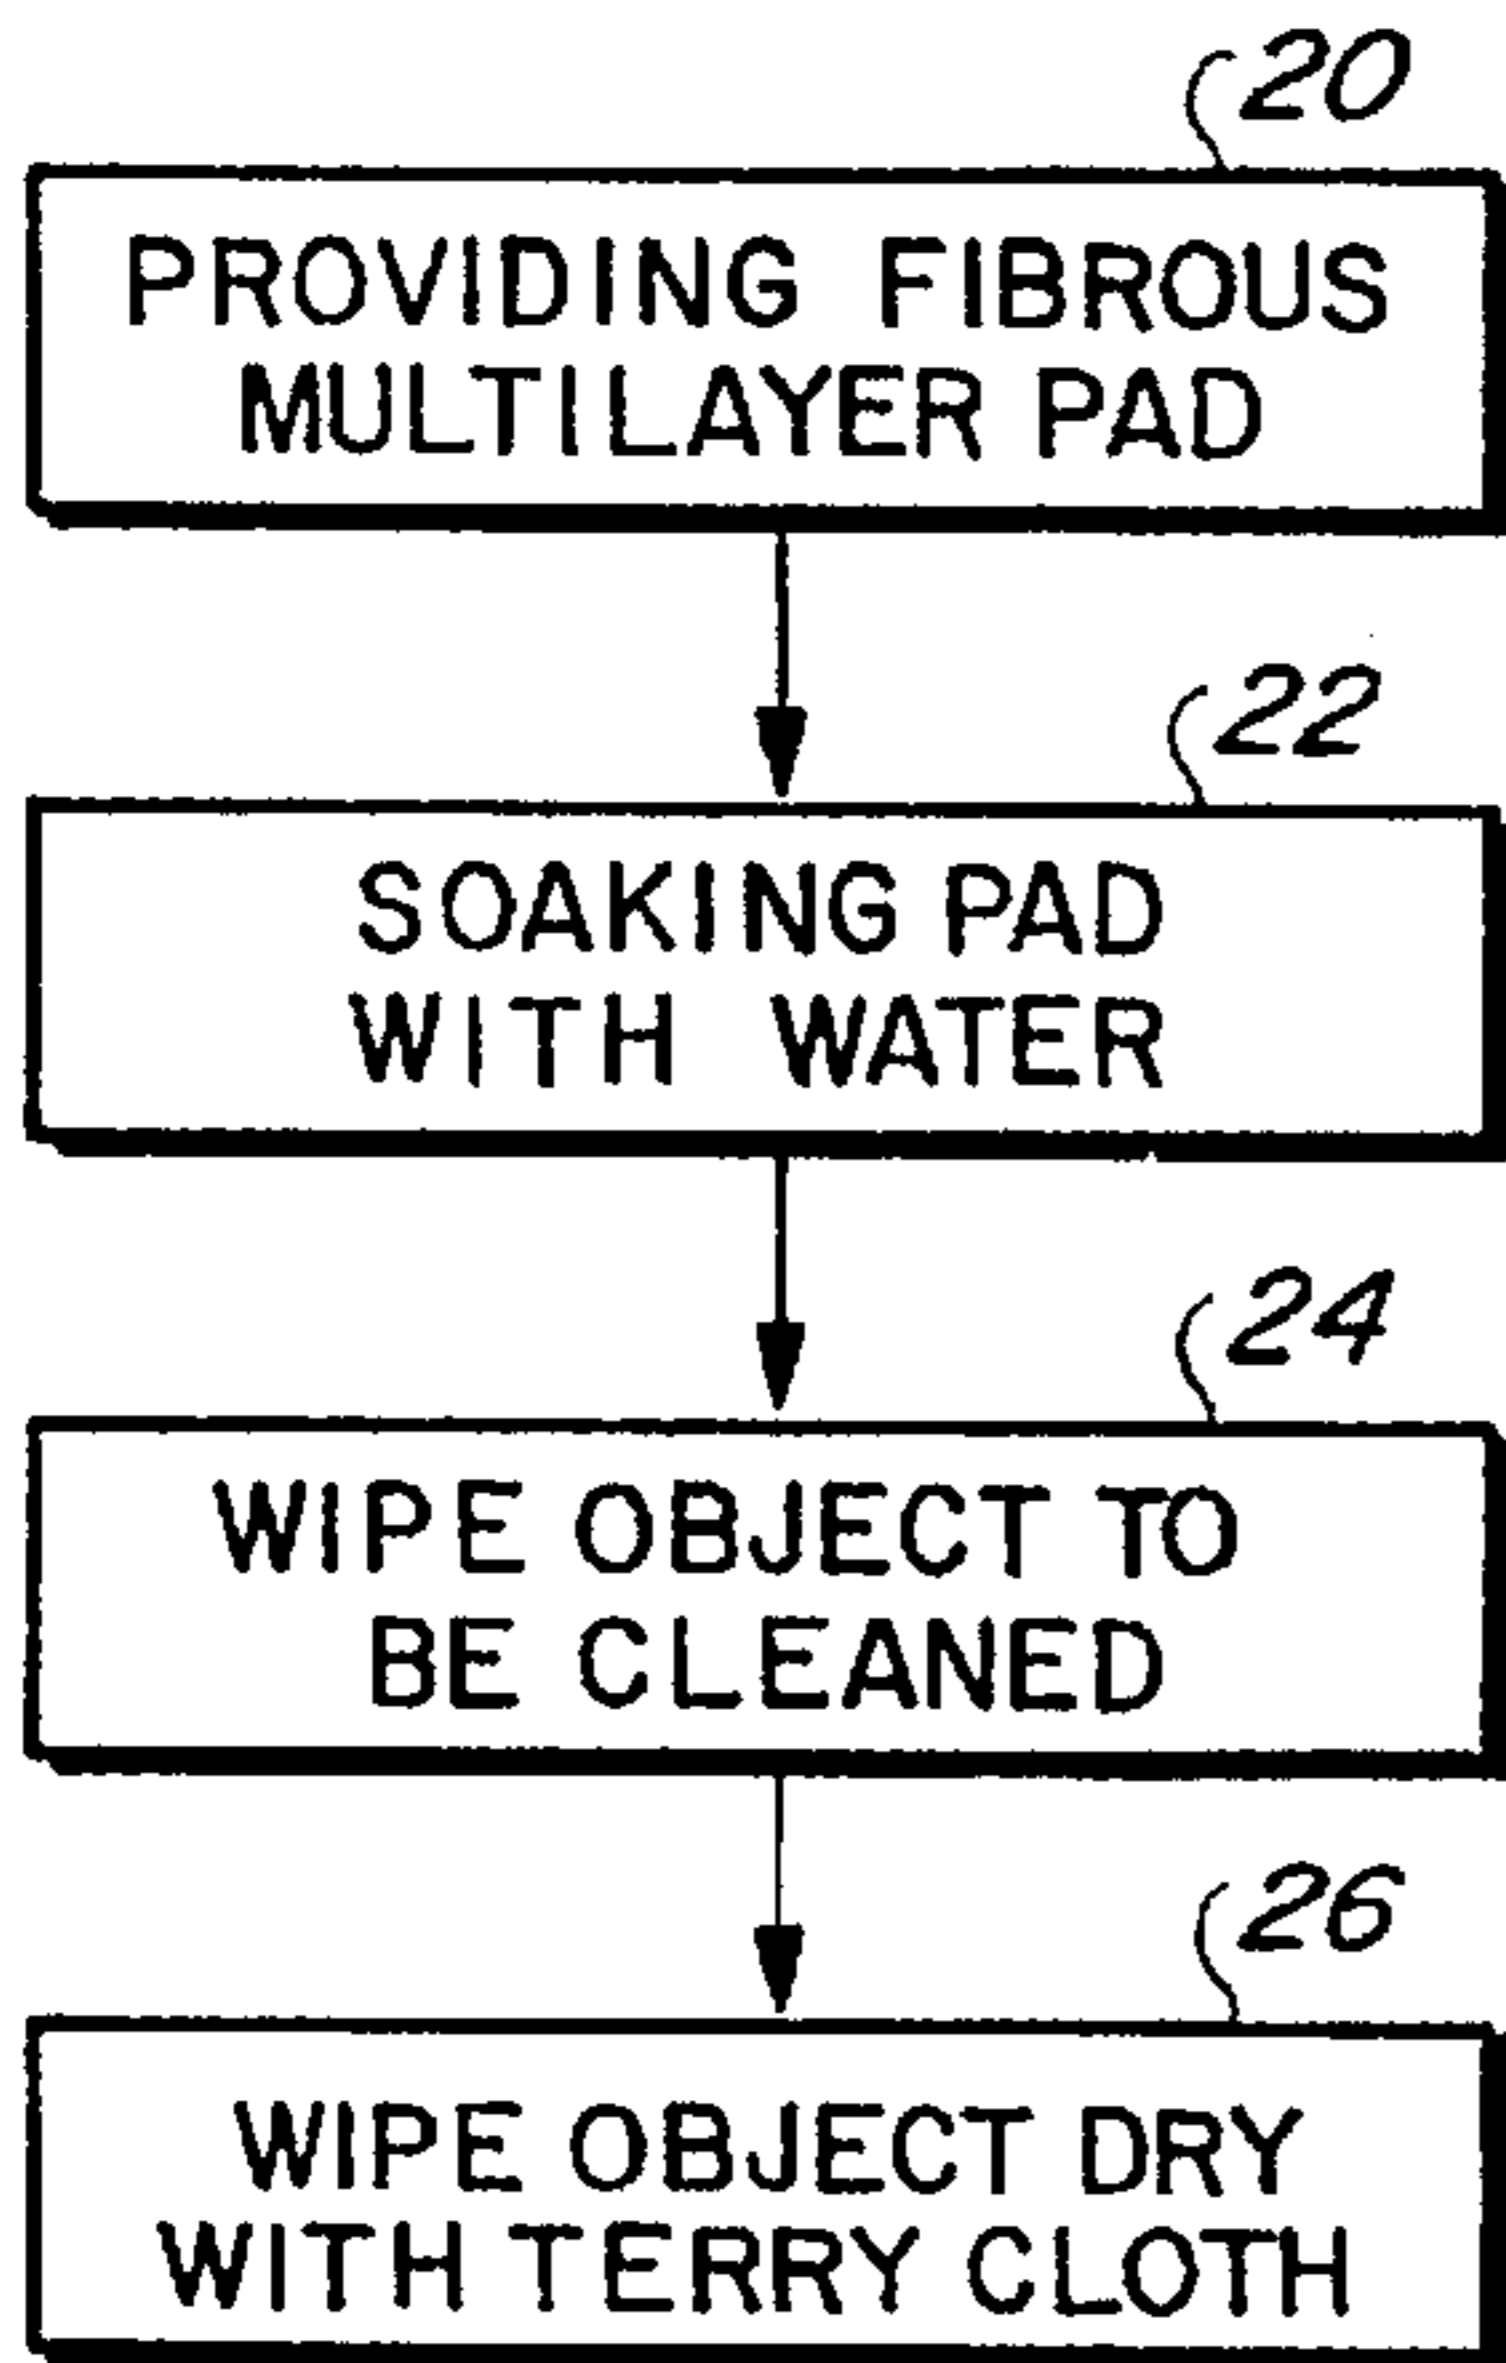 20
PROVIDING FIBROUS
MULTILAYER PAD
22
SOAKING PAD
WITH WATER
24
WIPE OBJECT TO
BE CLEANED
26
WIPE OBJECT DRY
WITH TERRY CLOTH